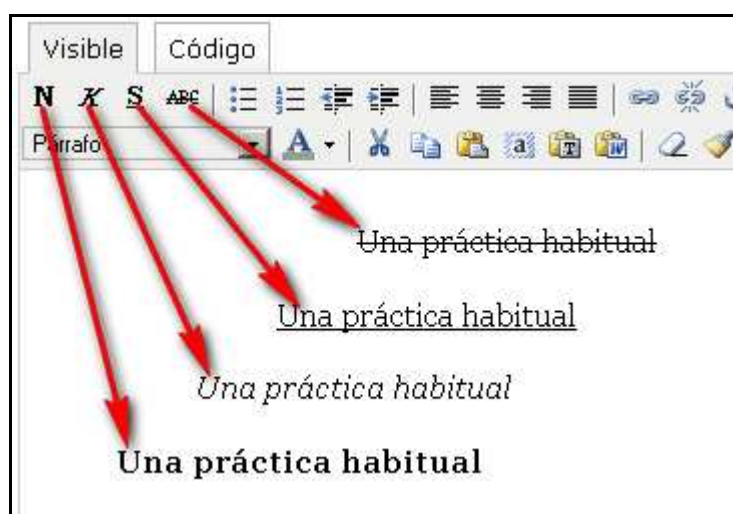 Visible Código
N K S ABC
Párrafo A a T W
Una práctica habitual
Una práctica habitual
Una práctica habitual
Una práctica habitual